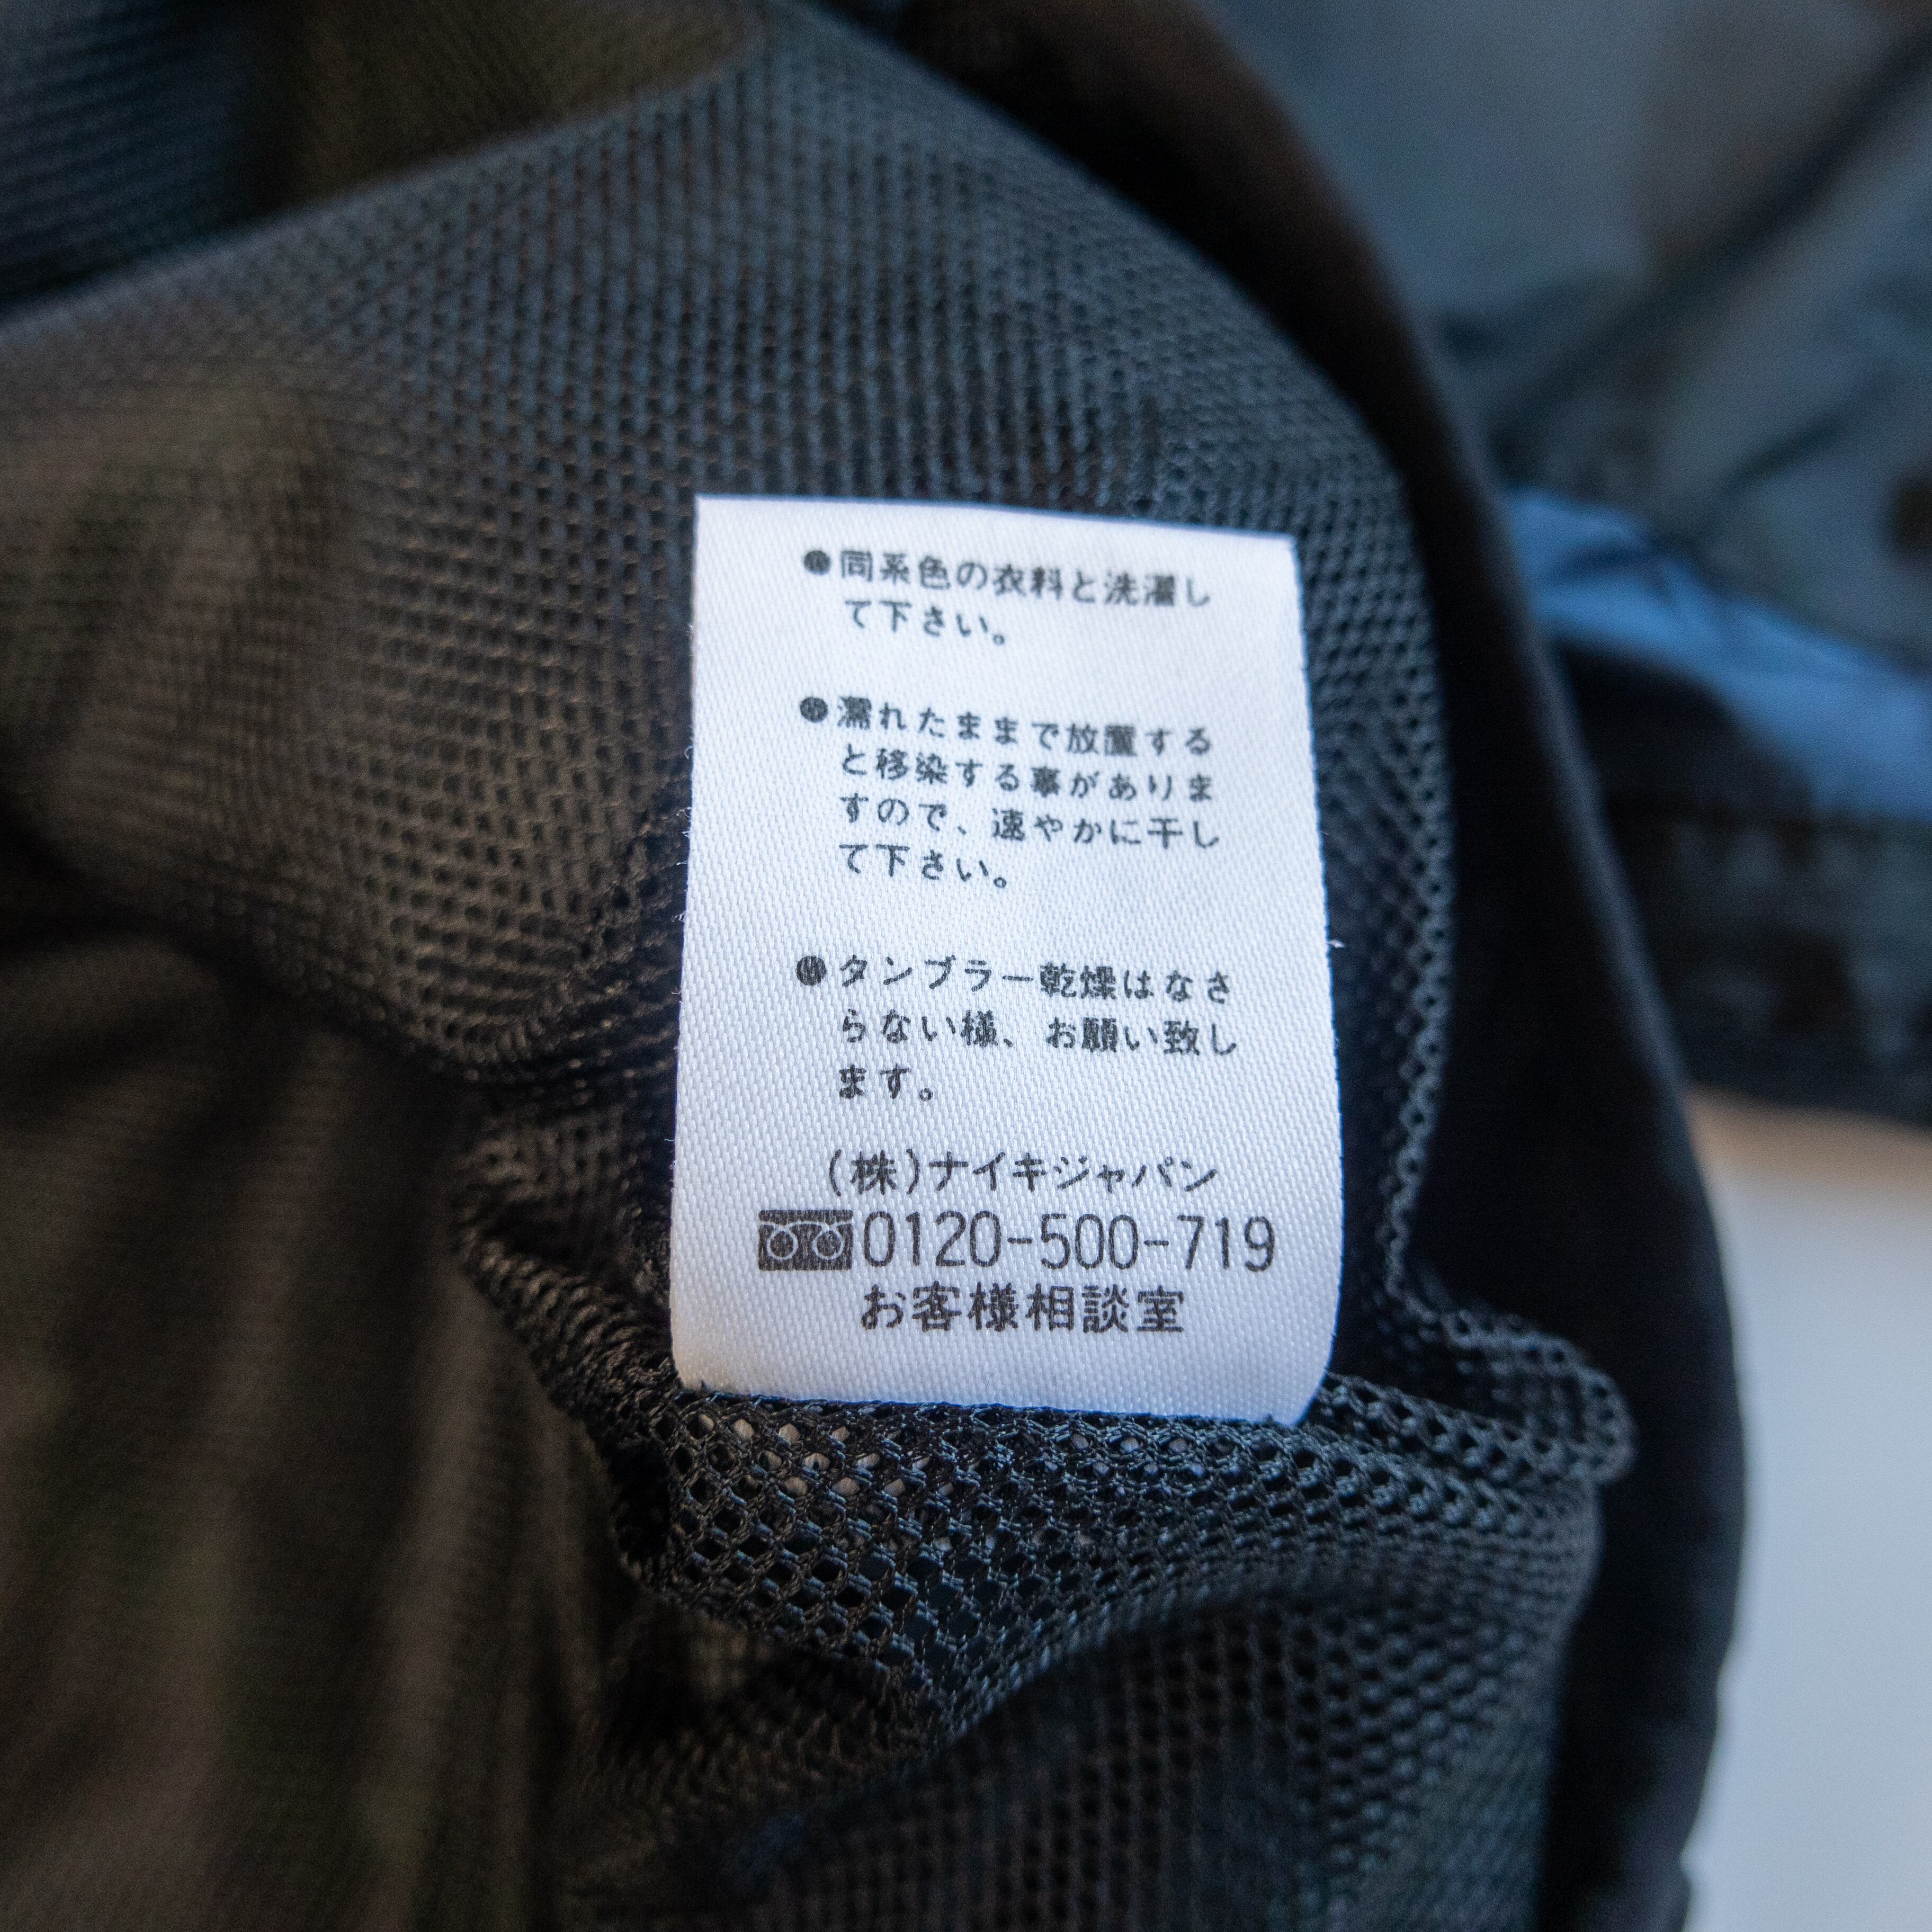 ●同系色の衣料と洗濯し
て下さい。
●濡れたままで放置する
と移染する事がありま
すので、速やかに干し
て下さい。
●タンブラー乾燥はなさ
らない様、お願い致し
ます。
(株)ナイキジャパン
0120-500-719
お客様相談室